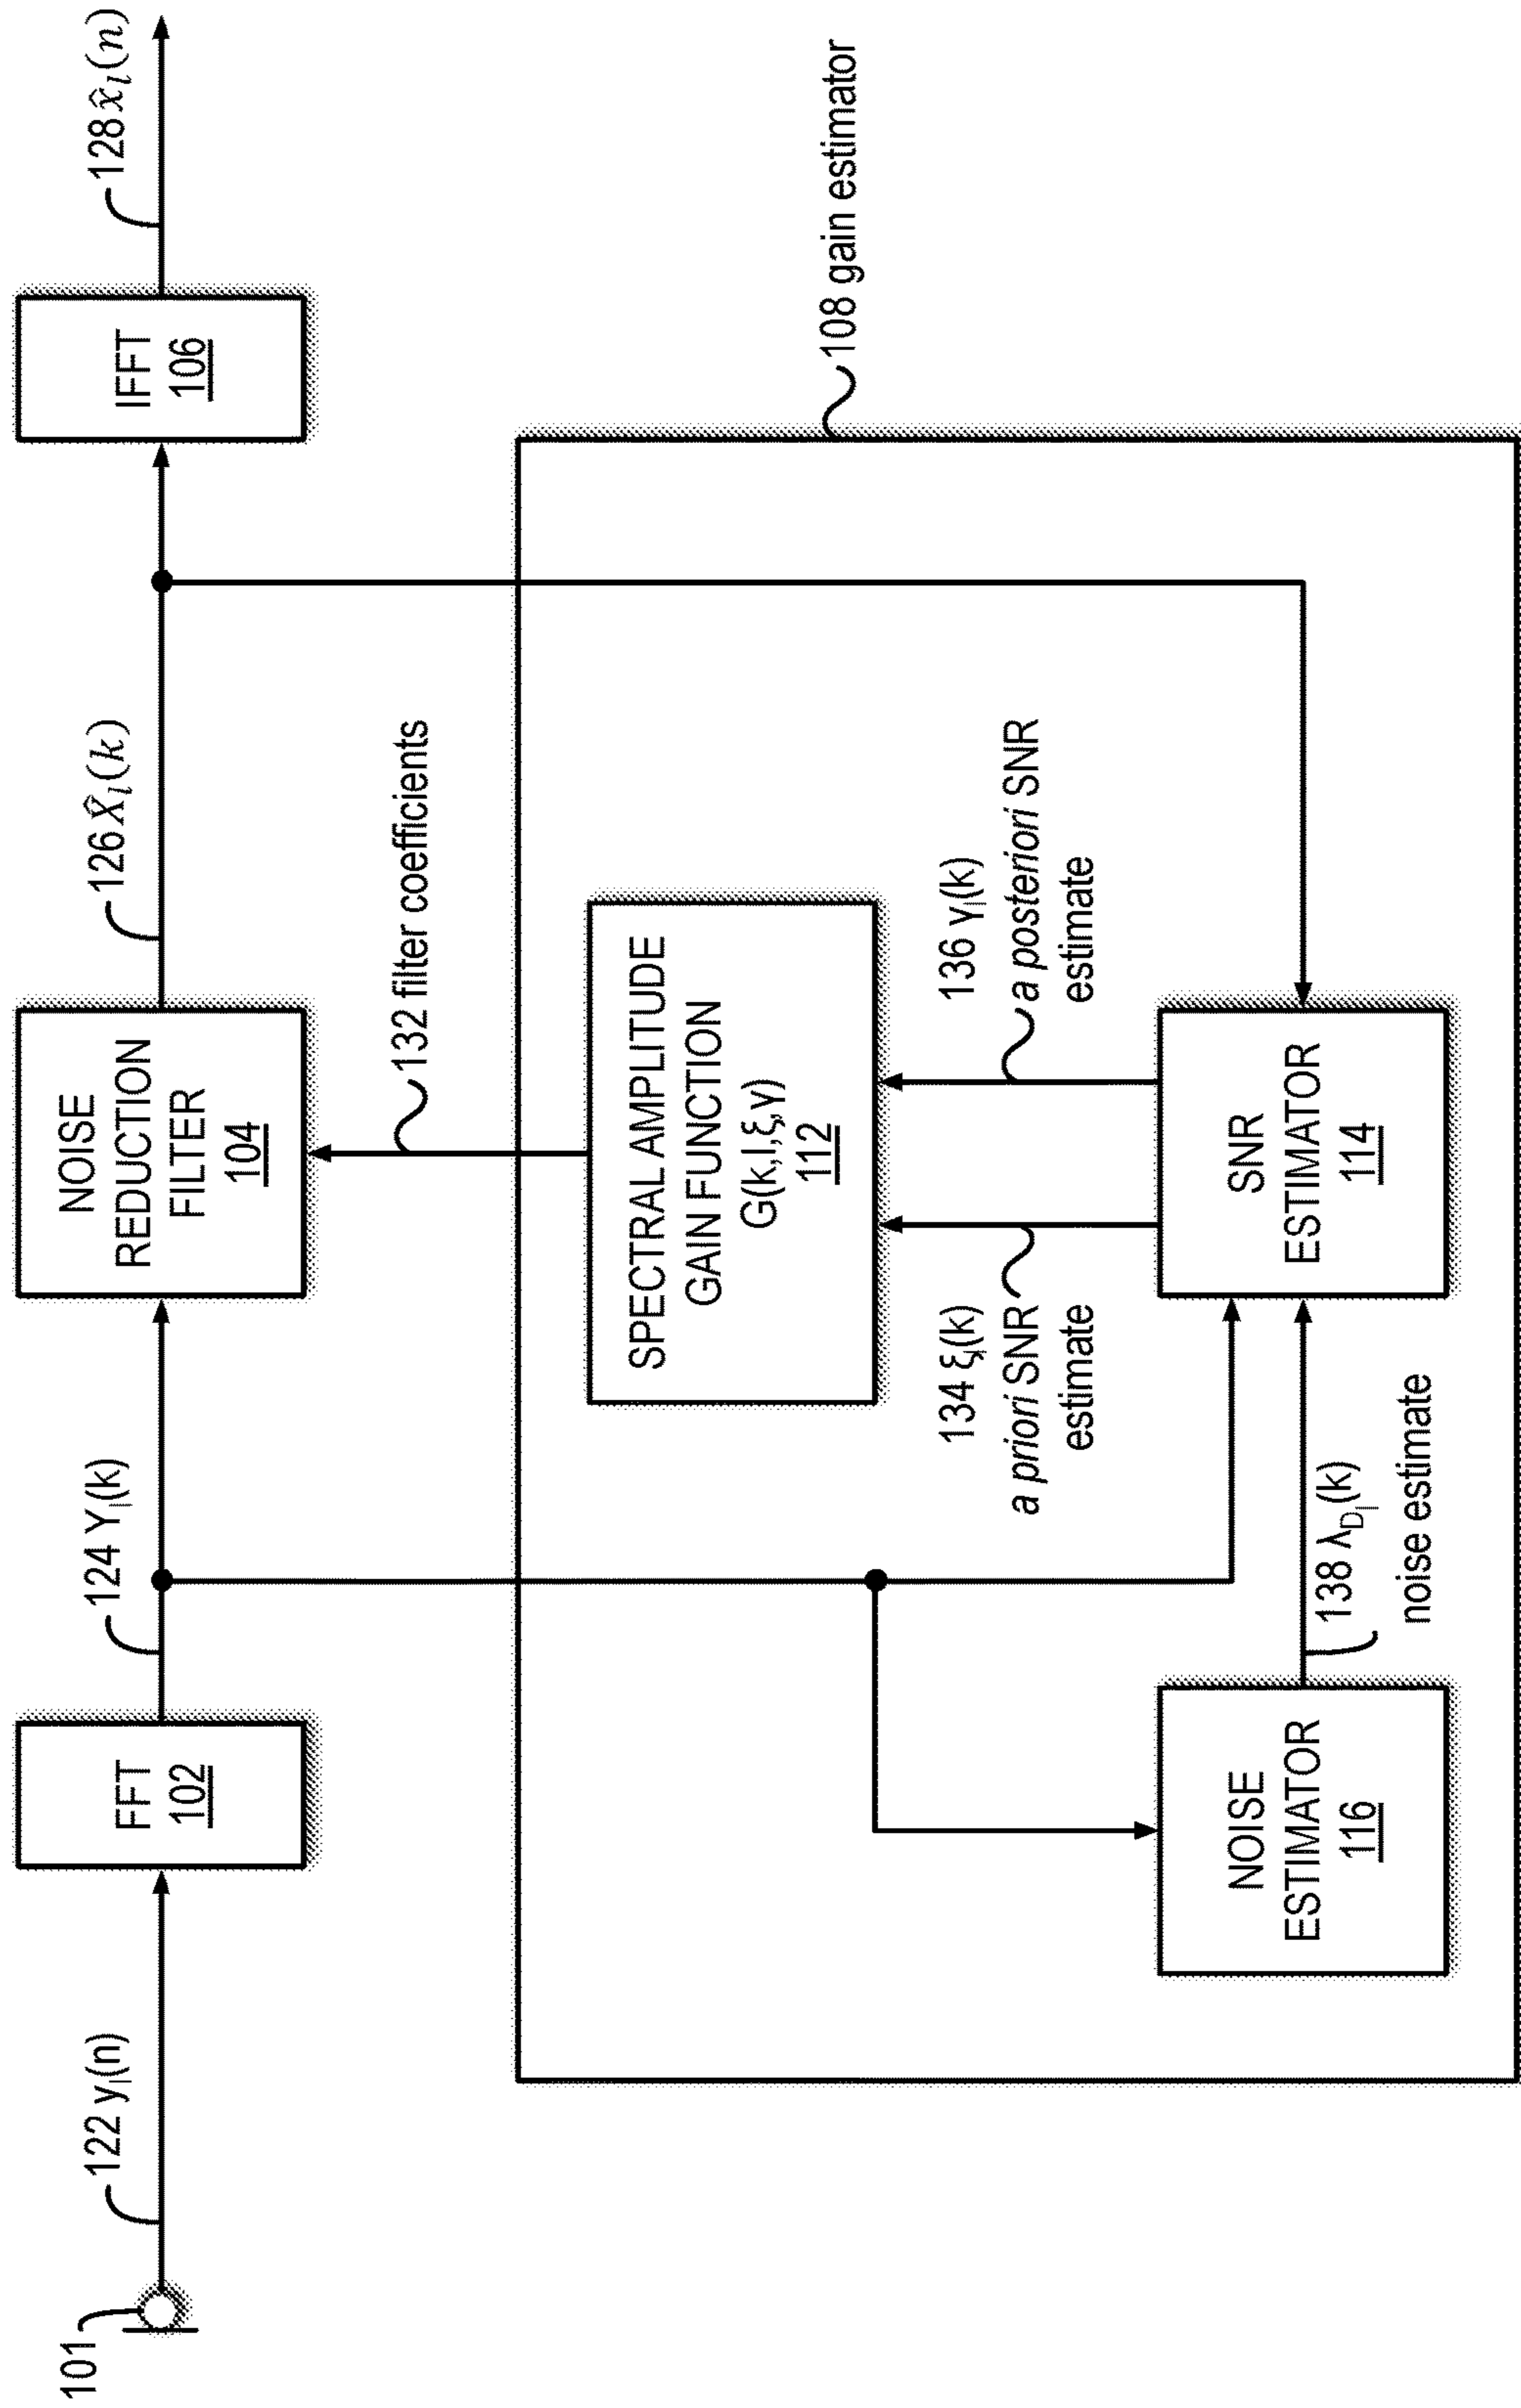 101
122 yₗ(n)
FFT
102
124 Yₗ(k)
NOISE
REDUCTION
FILTER
104
126 X̂ₗ(k)
IFFT
106
128 x̂ₗ(n)
132 filter coefficients
108 gain estimator
SPECTRAL AMPLITUDE
GAIN FUNCTION
G(k,l,ξ,γ)
112
134 ξₗ(k)
a priori SNR
estimate
136 γₗ(k)
a posteriori SNR
estimate
NOISE
ESTIMATOR
116
138 λ_Dₗ(k)
noise estimate
SNR
ESTIMATOR
114